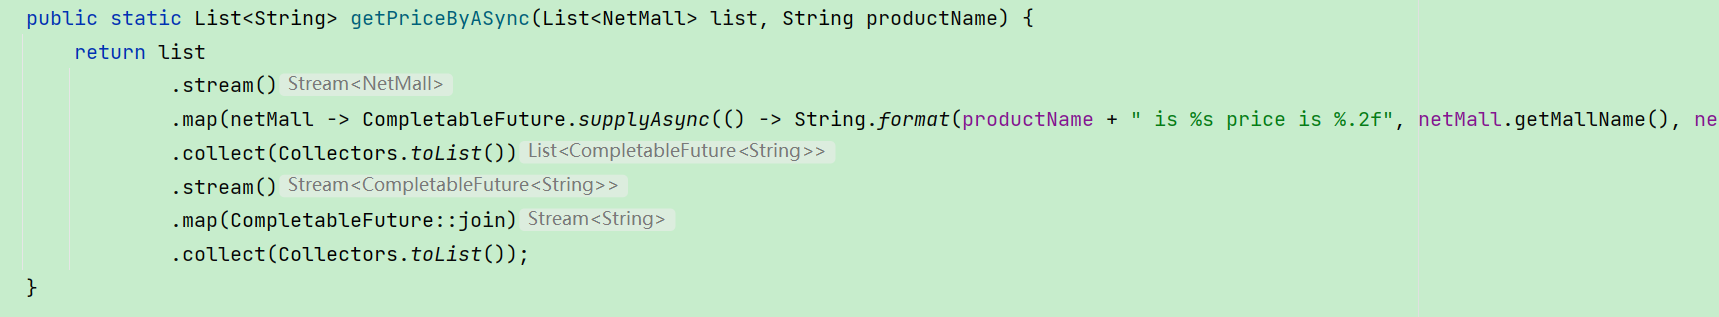 public static List<String> getPriceByASync(List<NetMall> list, String productName) {
return list
.stream() Stream<NetMall>
.map(netMall -> CompletableFuture.supplyAsync(() -> String.format(productName + " is %s price is %.2f", netMall.getMallName(), ne
.collect(Collectors.toList()) List<CompletableFuture<String>>
.stream() Stream<CompletableFuture<String>>
.map(CompletableFuture::join) Stream<String>
.collect(Collectors.toList());
}